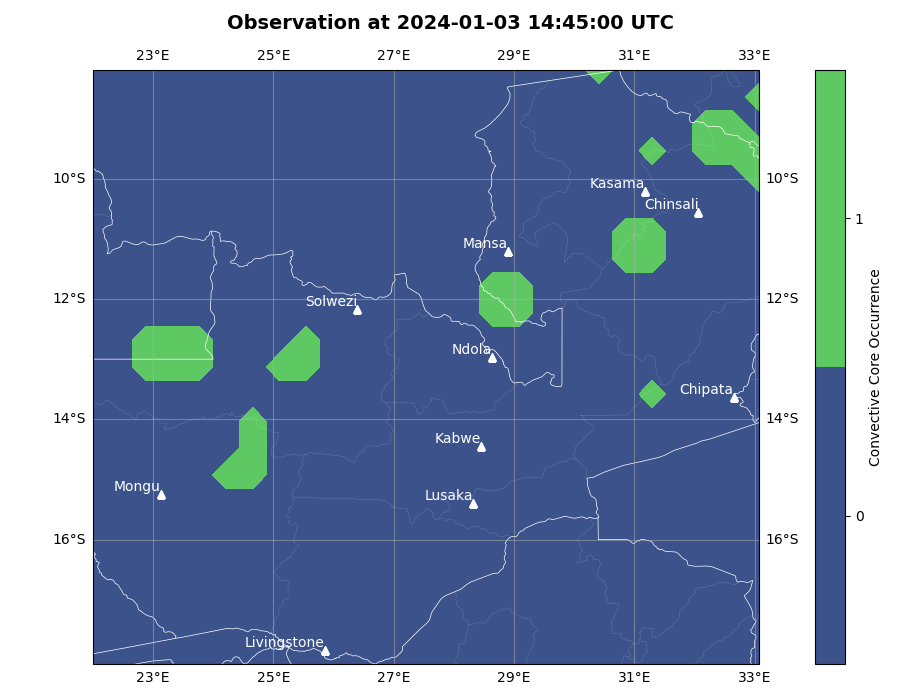 Observation at 2024-01-03 14:45:00 UTC
23°E 25°E 27°E 29°E 31°E 33°E
10°S 10°S
Kasama
Chinsali
1
Mansa
12°S 12°S
Solwezi
Ndola
Convective Core Occurrence
Chipata
14°S 14°S
Kabwe
Mongu
Lusaka
0
16°S 16°S
Livingstone
23°E 25°E 27°E 29°E 31°E 33°E